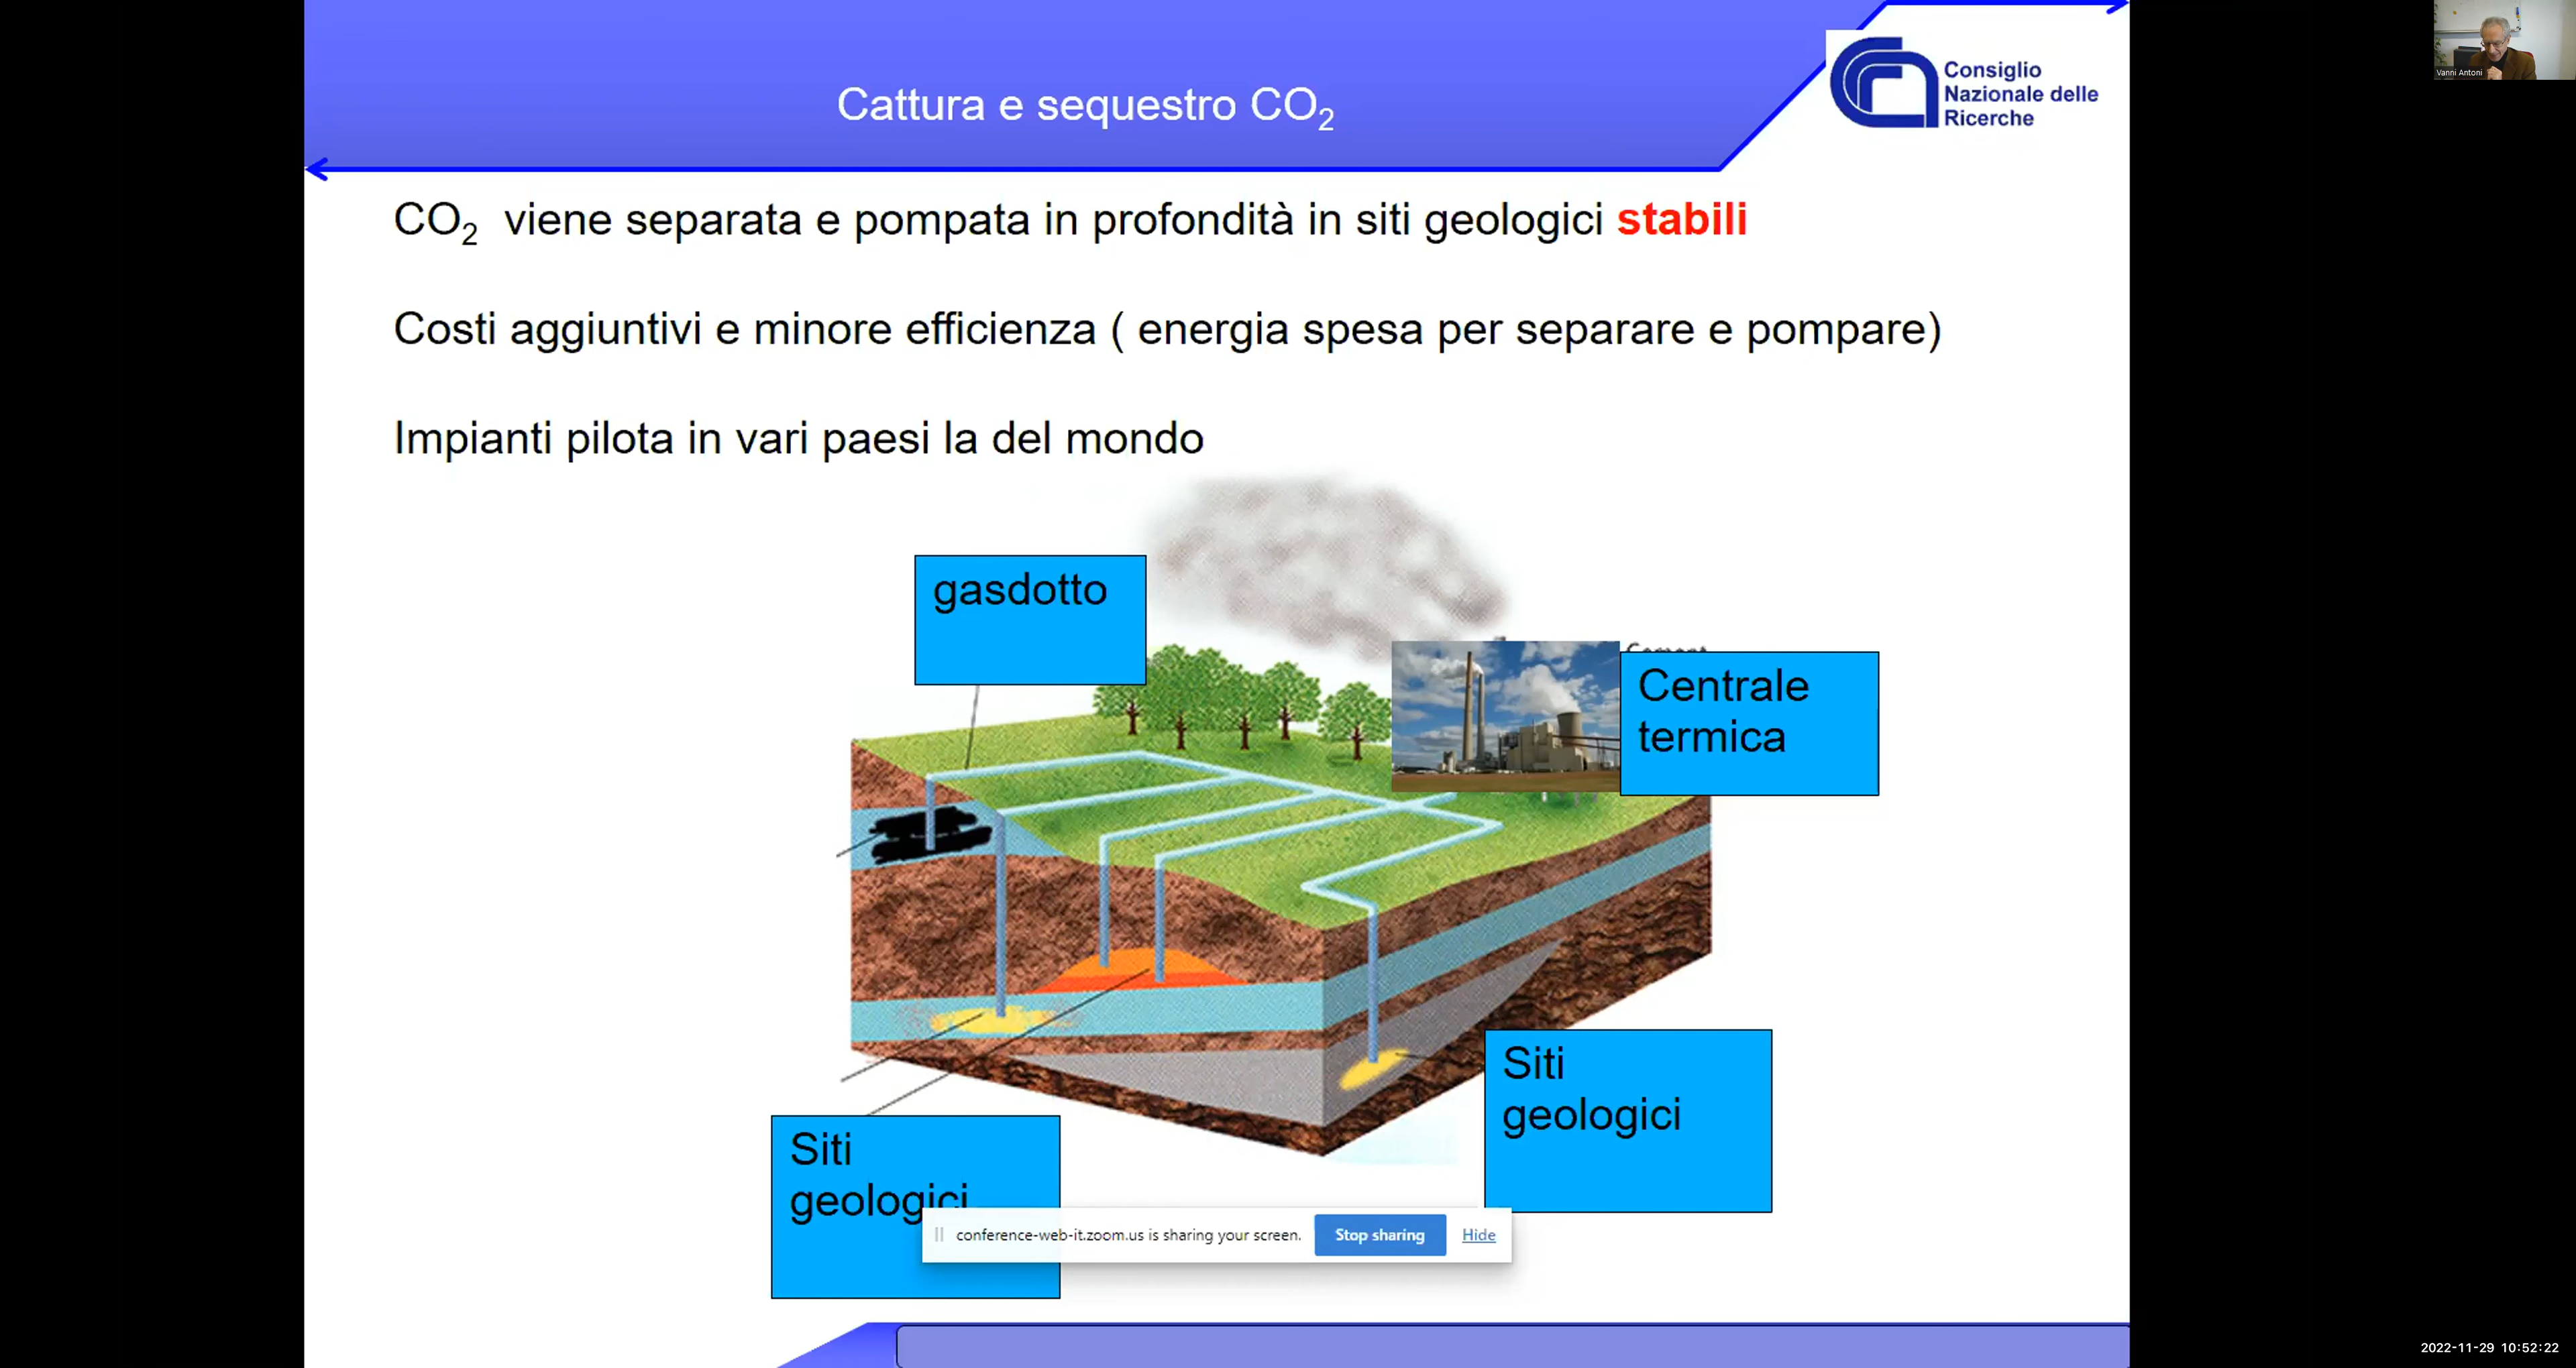 Cattura e sequestro CO₂
Consiglio
Nazionale delle
Ricerche
Vanni Antoni
CO₂ viene separata e pompata in profondità in siti geologici stabili
Costi aggiuntivi e minore efficienza ( energia spesa per separare e pompare)
Impianti pilota in vari paesi la del mondo
gasdotto
Centrale
termica
Siti
geologici
Siti
geologici
conference-web-it.zoom.us is sharing your screen.
Stop sharing
Hide
2022-11-29 10:52:22